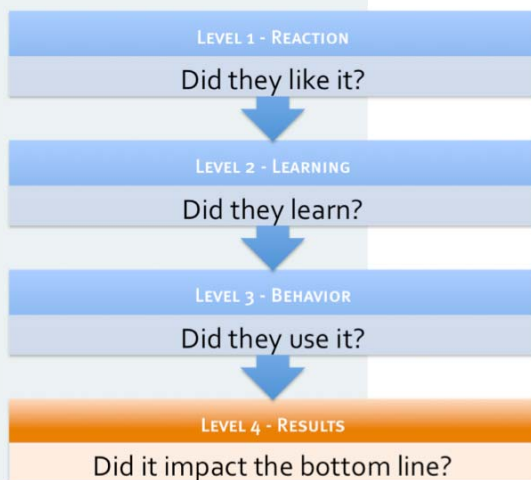 Level 1 - Reaction
Did they like it?
Level 2 - Learning
Did they learn?
Level 3 - Behavior
Did they use it?
Level 4 - Results
Did it impact the bottom line?